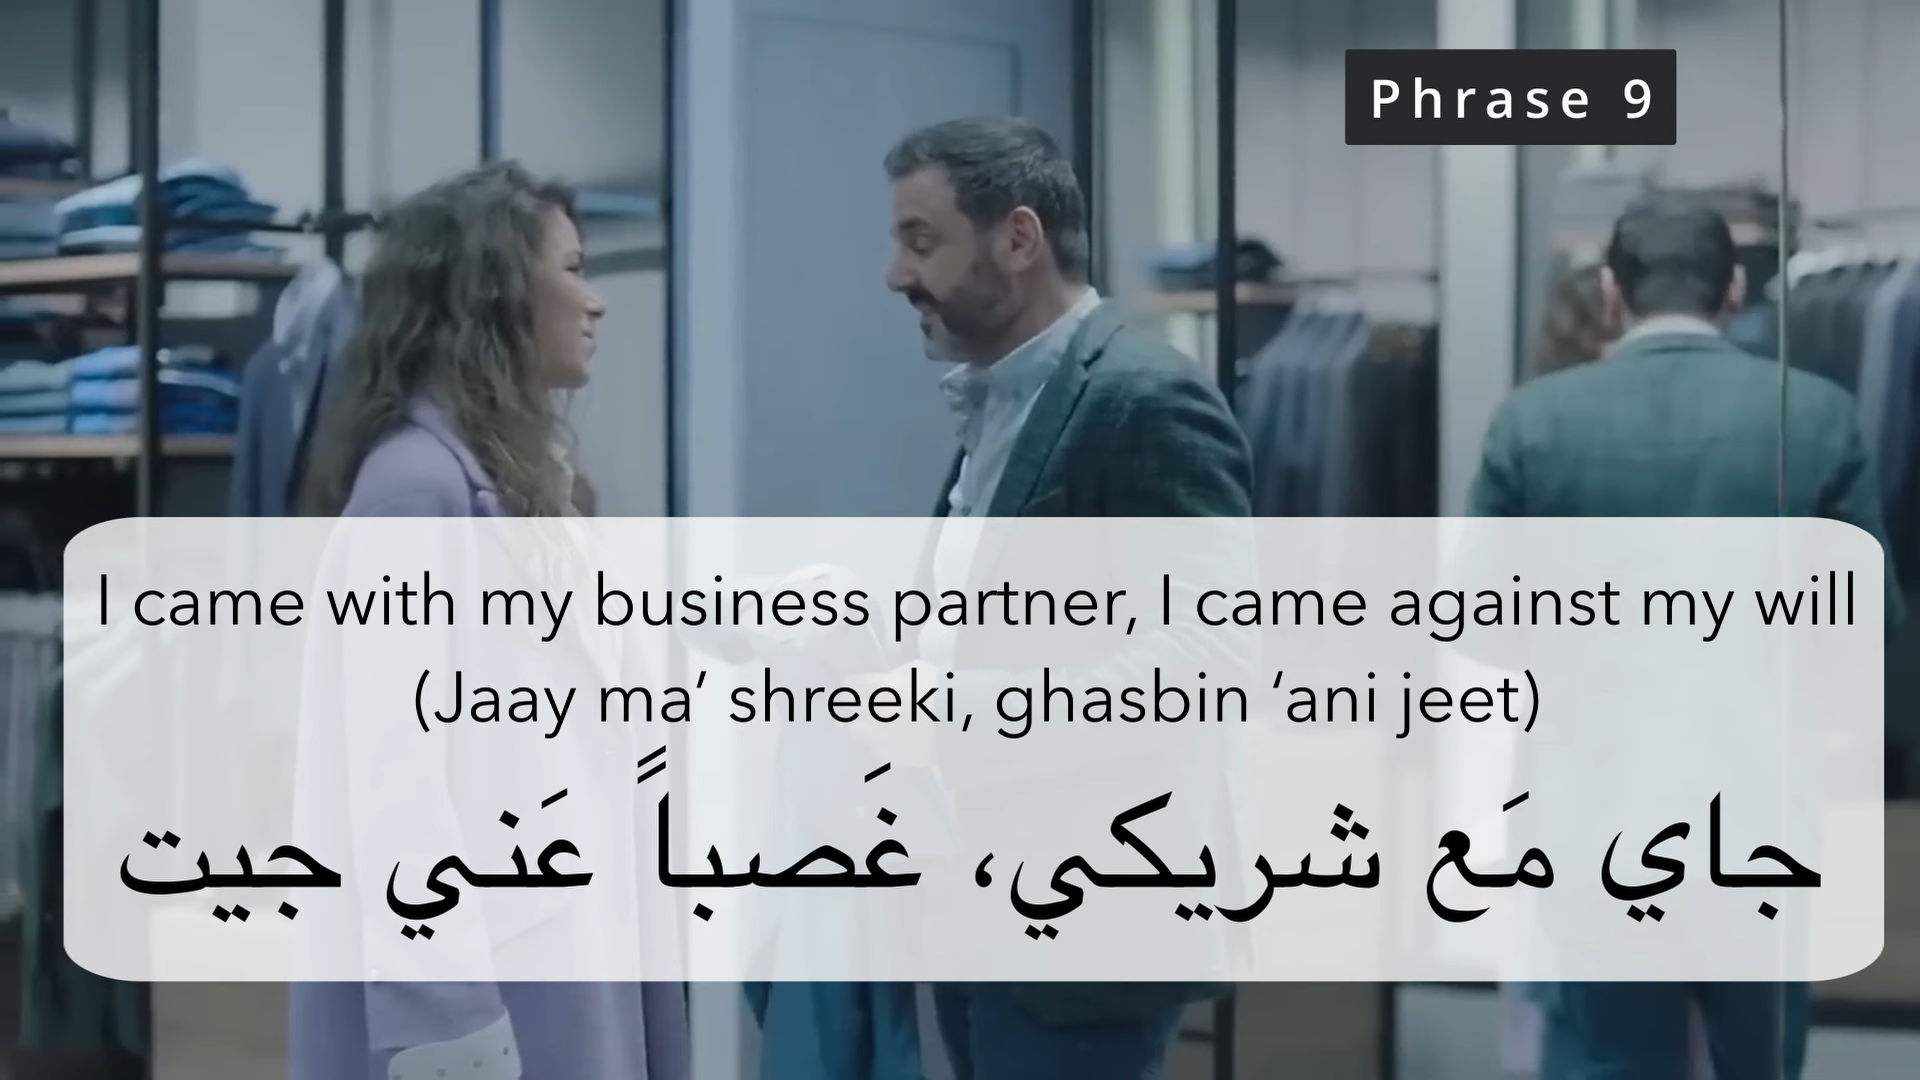 Phrase 9
I came with my business partner, I came against my will
(Jaay ma’ shreeki, ghasbin ‘ani jeet)
جاي مَع شريكي، غَصباً عَني جيت